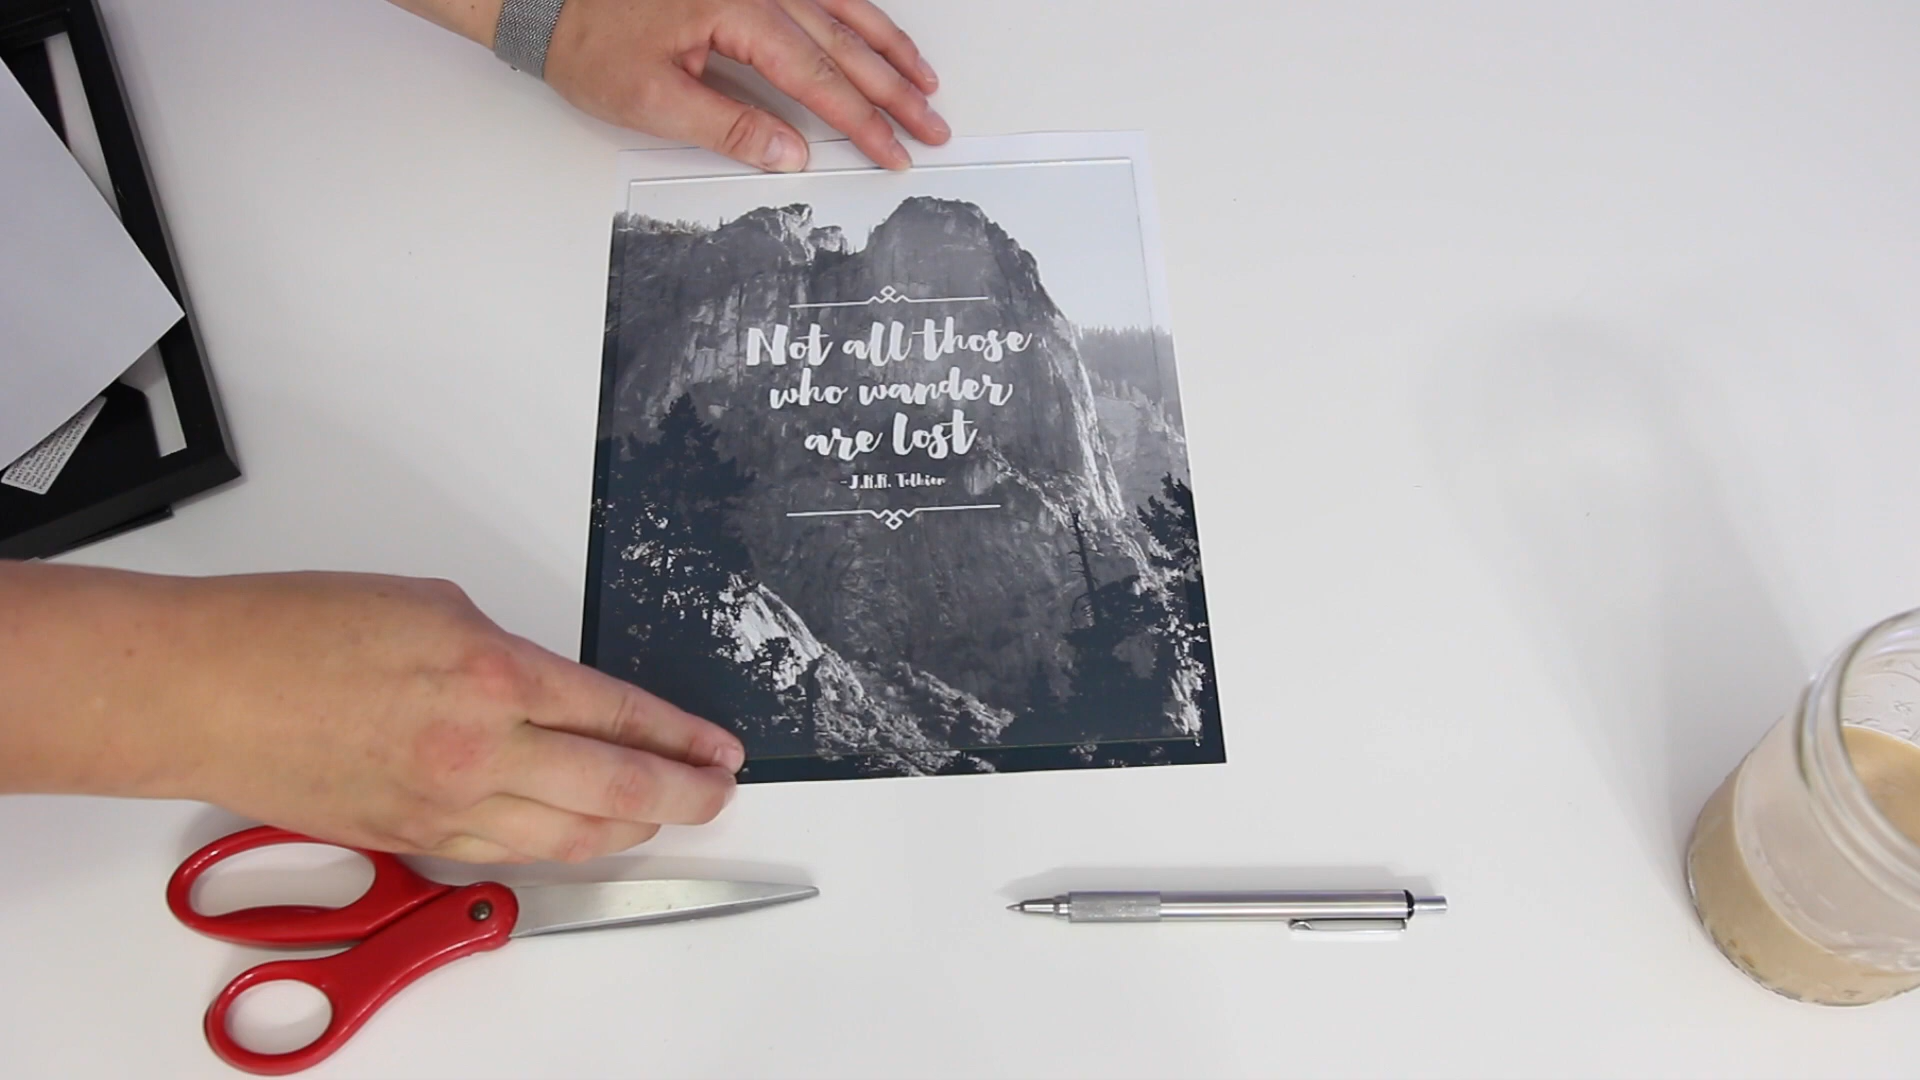 Not all those
who wander
are lost
-J.R.R. Tolkien